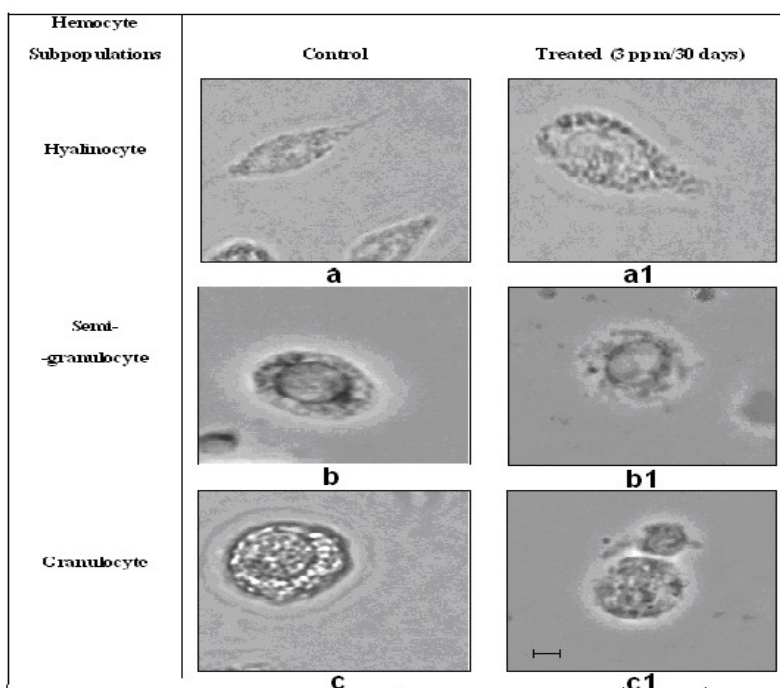 Hemocyte
Subpopulations Control Treated (3 ppm/30 days)
Hyalinocyte
a a1
Semi-
-granulocyte
b b1
Granulocyte
c c1